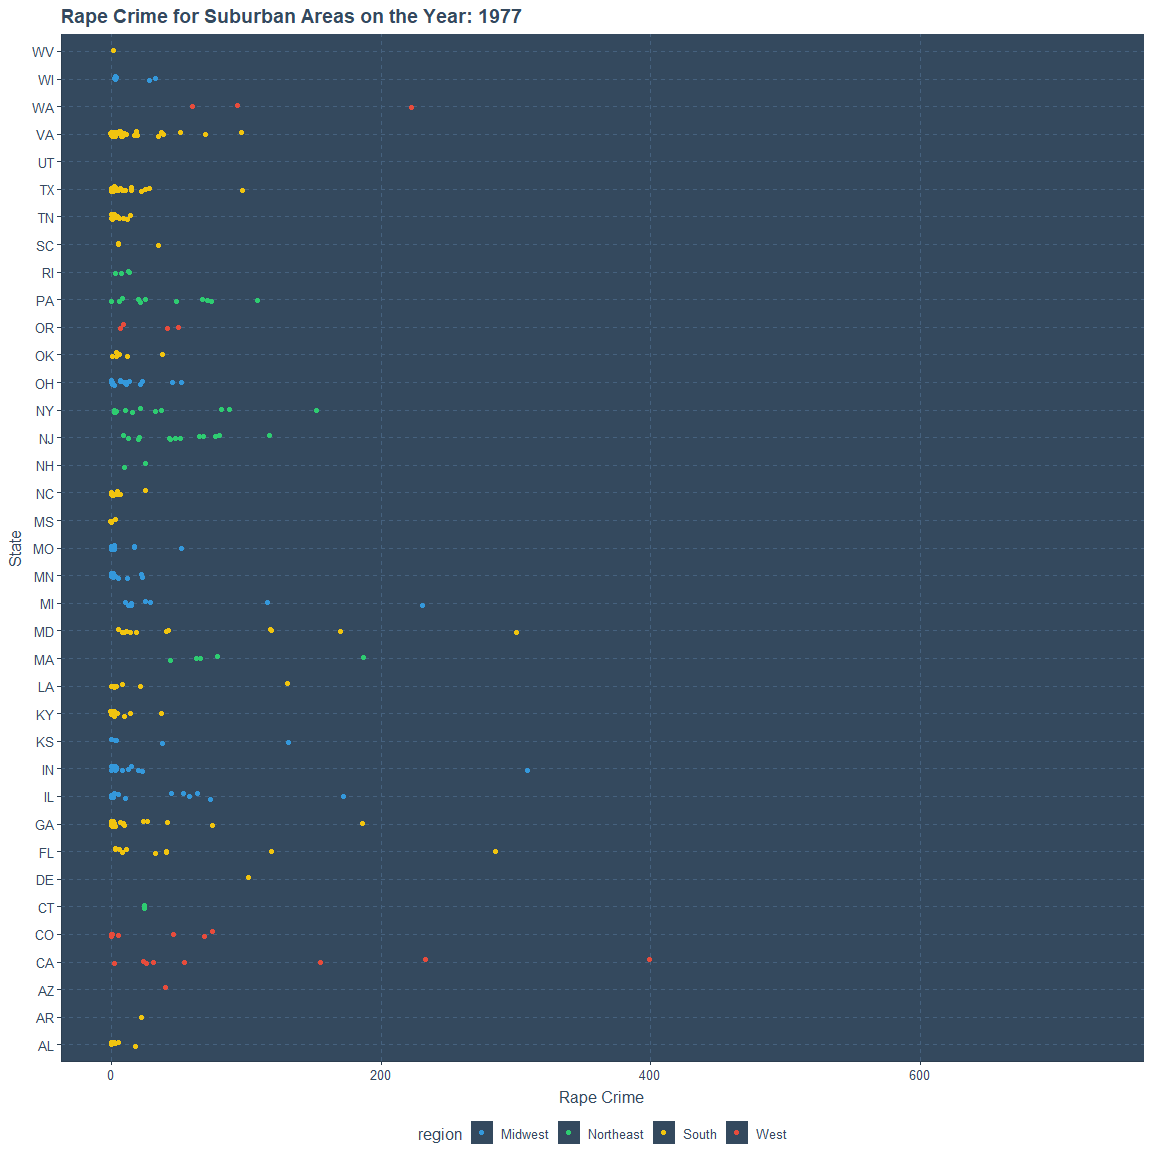 Rape Crime for Suburban Areas on the Year: 1977
WV
WI
WA
VA
UT
TX
TN
SC
RI
PA
OR
OK
OH
NY
NJ
NH
NC
MS
MO
MN
MI
MD
MA
LA
KY
KS
IN
IL
GA
FL
DE
CT
CO
CA
AZ
AR
AL
State
0 200 400 600
Rape Crime
region Midwest Northeast South West